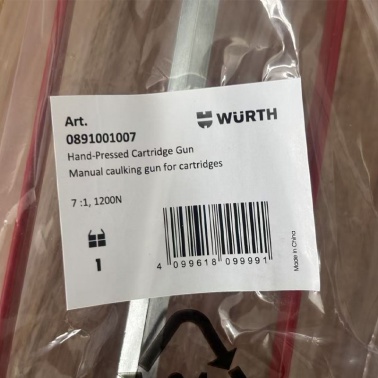 Art.
0891001007
WÜRTH
Hand-Pressed Cartridge Gun
Manual caulking gun for cartridges
7 :1, 1200N
1
4 099618 099991
Made in China